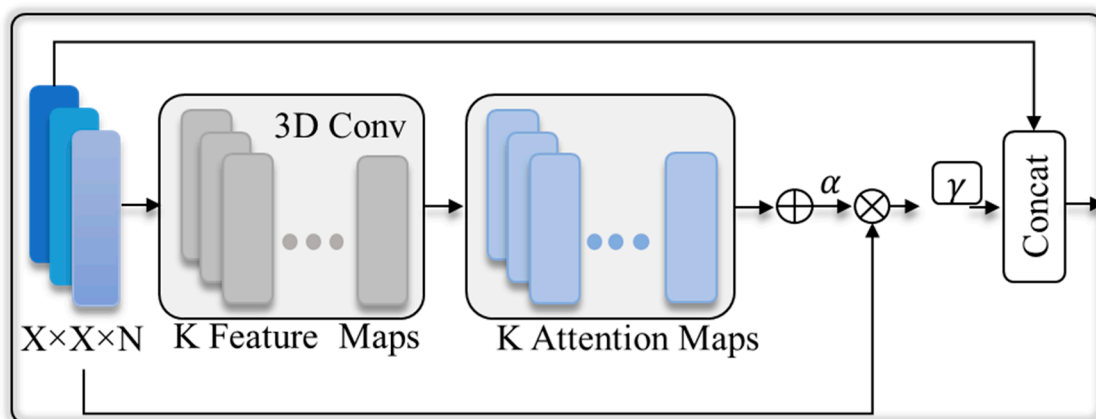 3D Conv
α
γ
Concat
X×X×N
K Feature Maps
K Attention Maps